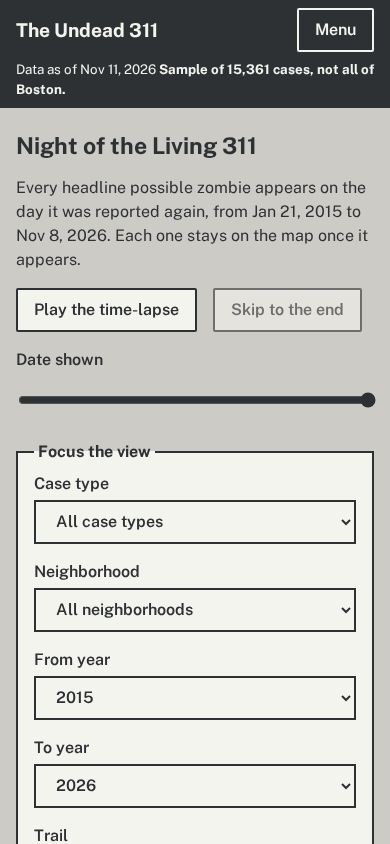 The Undead 311
Menu
Data as of Nov 11, 2026 Sample of 15,361 cases, not all of
Boston.
Night of the Living 311
Every headline possible zombie appears on the
day it was reported again, from Jan 21, 2015 to
Nov 8, 2026. Each one stays on the map once it
appears.
Play the time-lapse
Skip to the end
Date shown
Focus the view
Case type
All case types
Neighborhood
All neighborhoods
From year
2015
To year
2026
Trail